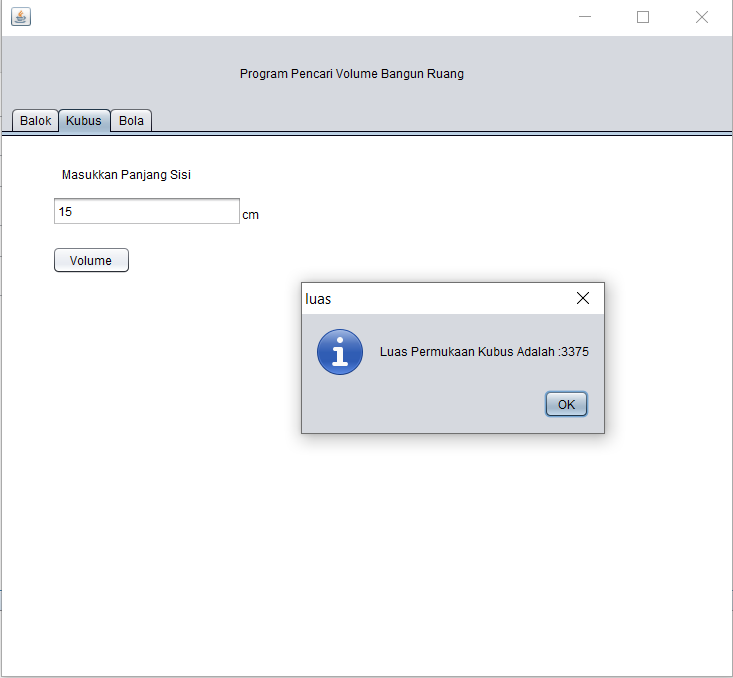 Program Pencari Volume Bangun Ruang
Balok Kubus Bola
Masukkan Panjang Sisi
15 cm
Volume
luas
Luas Permukaan Kubus Adalah :3375
OK